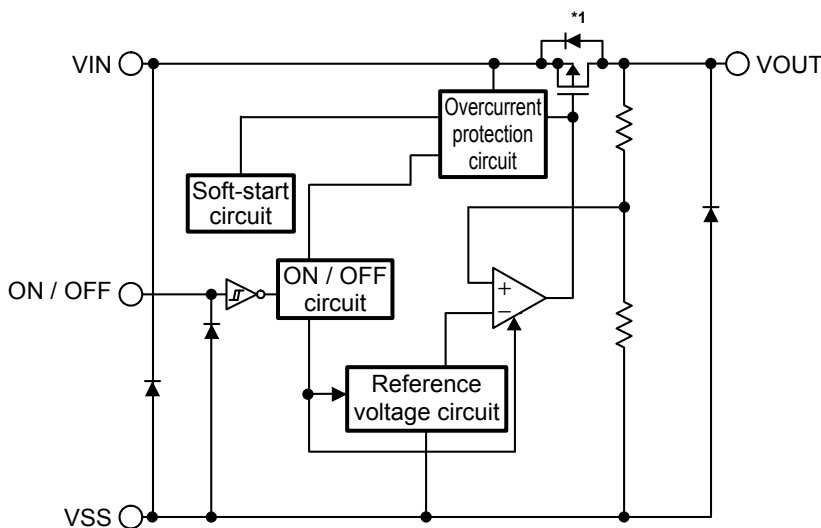 *1
VIN
VOUT
Overcurrent
protection
circuit
Soft-start
circuit
ON / OFF
ON / OFF
circuit
+
−
Reference
voltage circuit
VSS